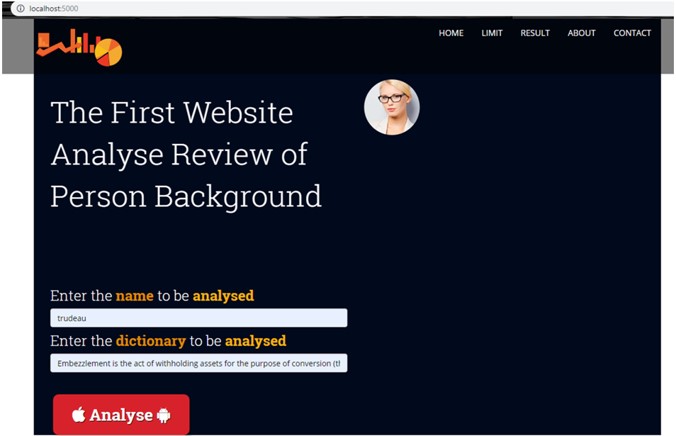 localhost:5000
HOME LIMIT RESULT ABOUT CONTACT
The First Website
Analyse Review of
Person Background
Enter the name to be analysed
trudeau
Enter the dictionary to be analysed
Embezzlement is the act of withholding assets for the purpose of conversion (tl
Analyse